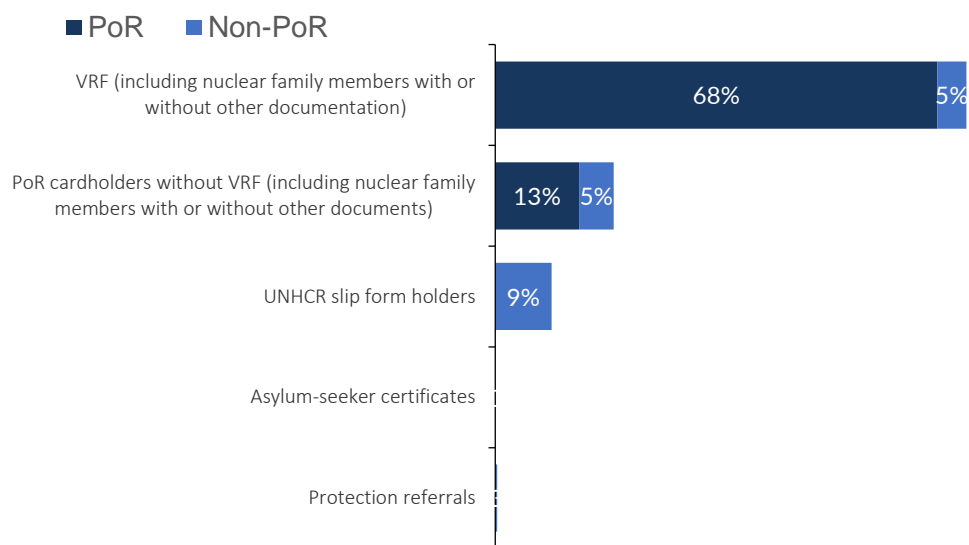 PoR Non-PoR
VRF (including nuclear family members with or
without other documentation)
68% 5%
PoR cardholders without VRF (including nuclear family
members with or without other documents)
13% 5%
UNHCR slip form holders
9%
Asylum-seeker certificates
Protection referrals